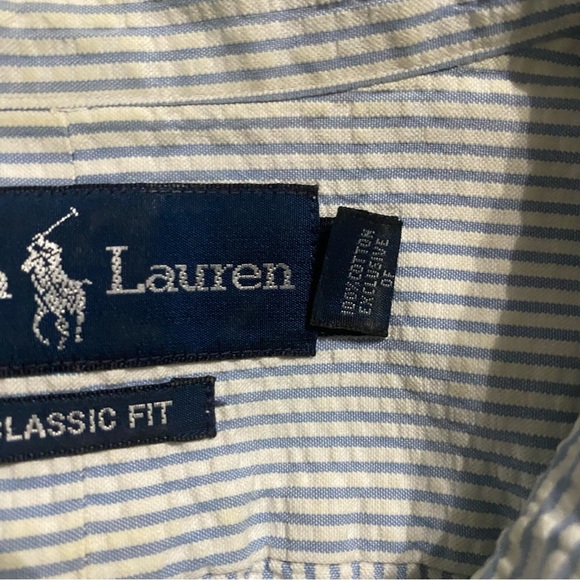 Lauren
CLASSIC FIT
100% COTTON
EXCLUSIVE
OF